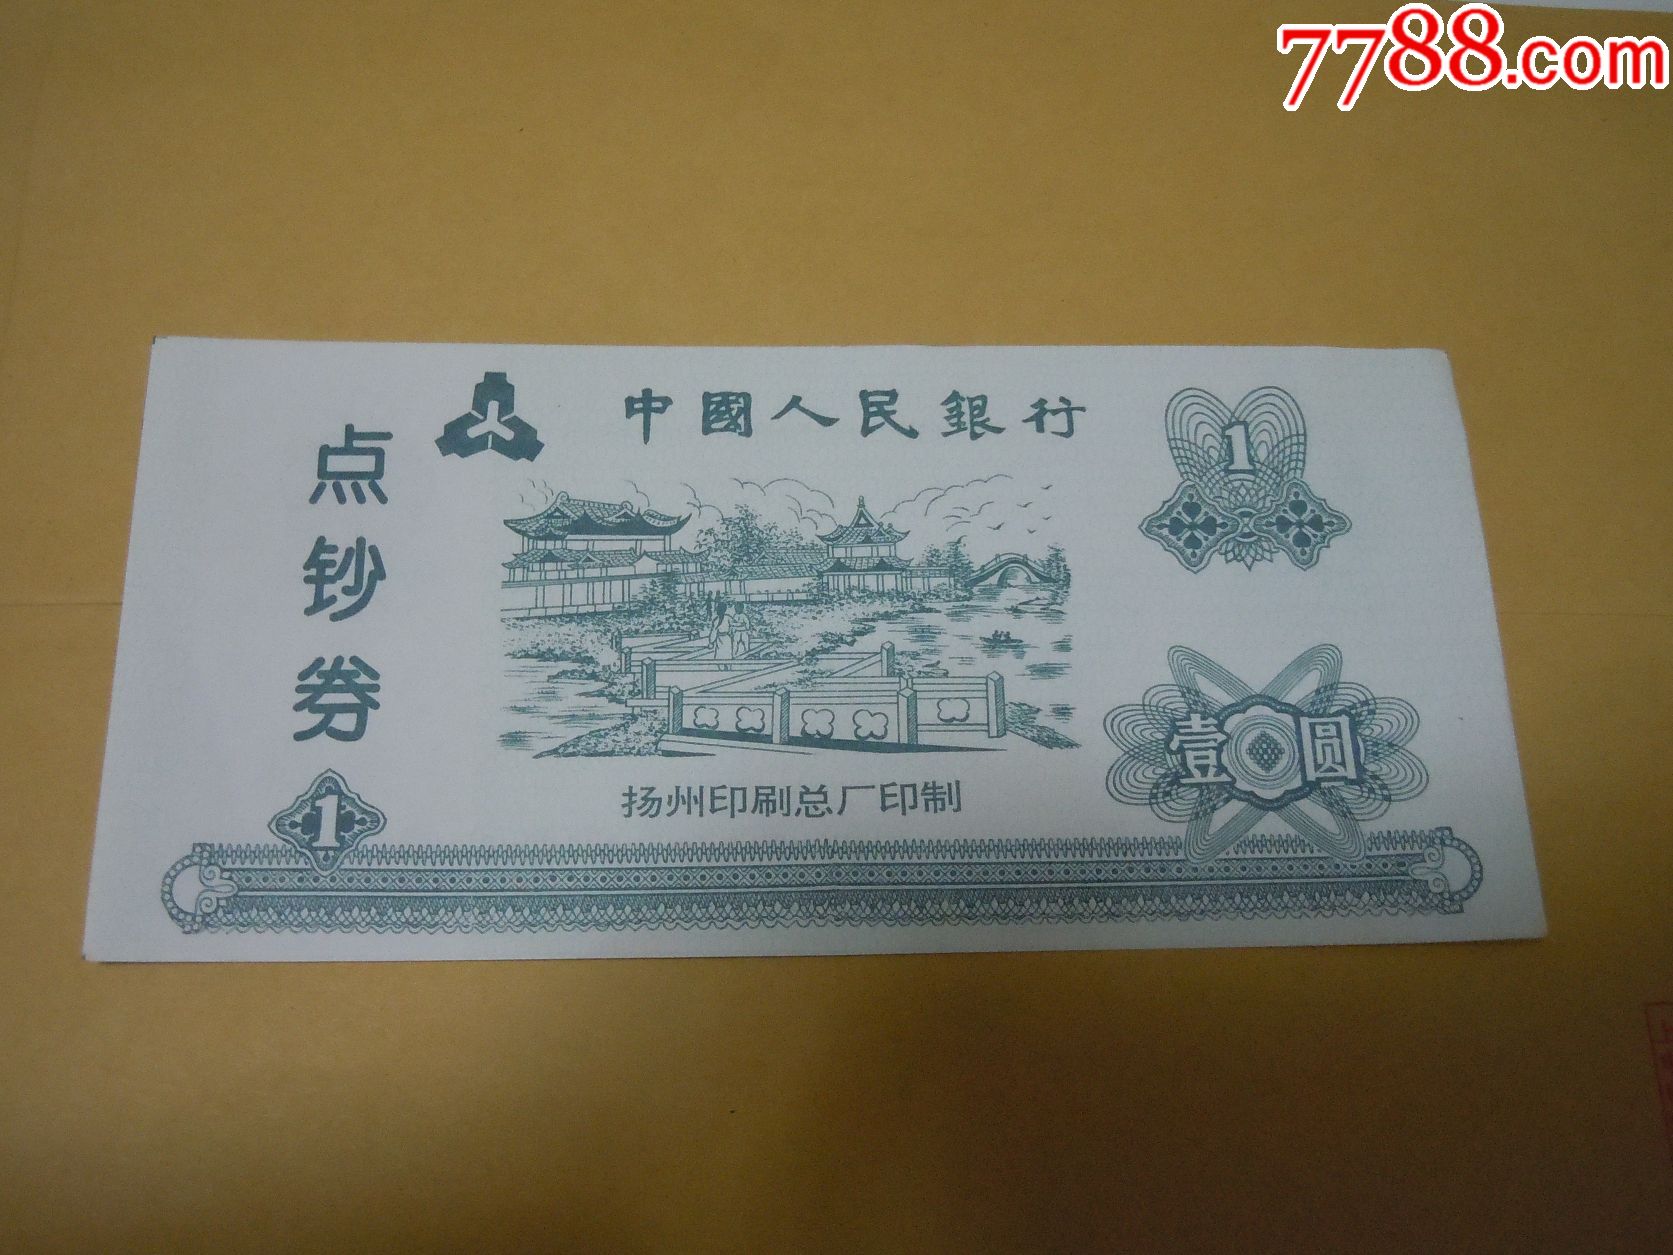 7788.com
中國人民銀行
点钞券
1
扬州印刷总厂印制
壹圆
1